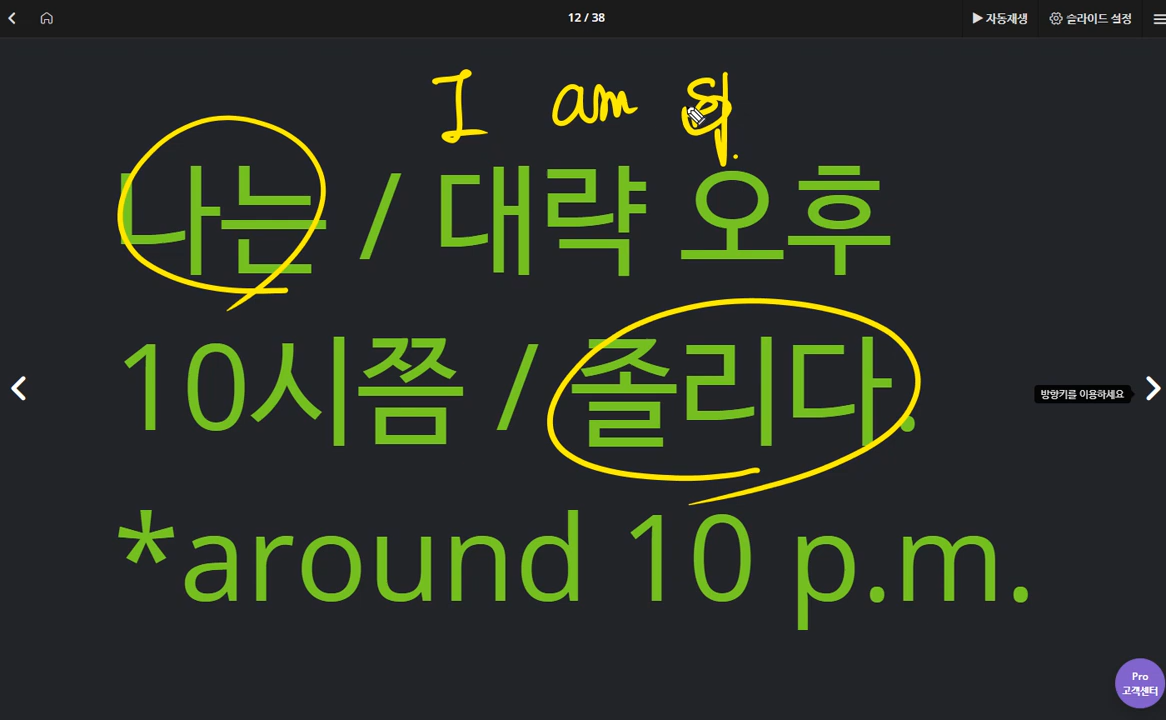 12 / 38
자동재생
슬라이드 설정
I am
나는 / 대략 오후
10시쯤 / 졸리다.
방향키를 이용하세요
*around 10 p.m.
Pro
고객센터